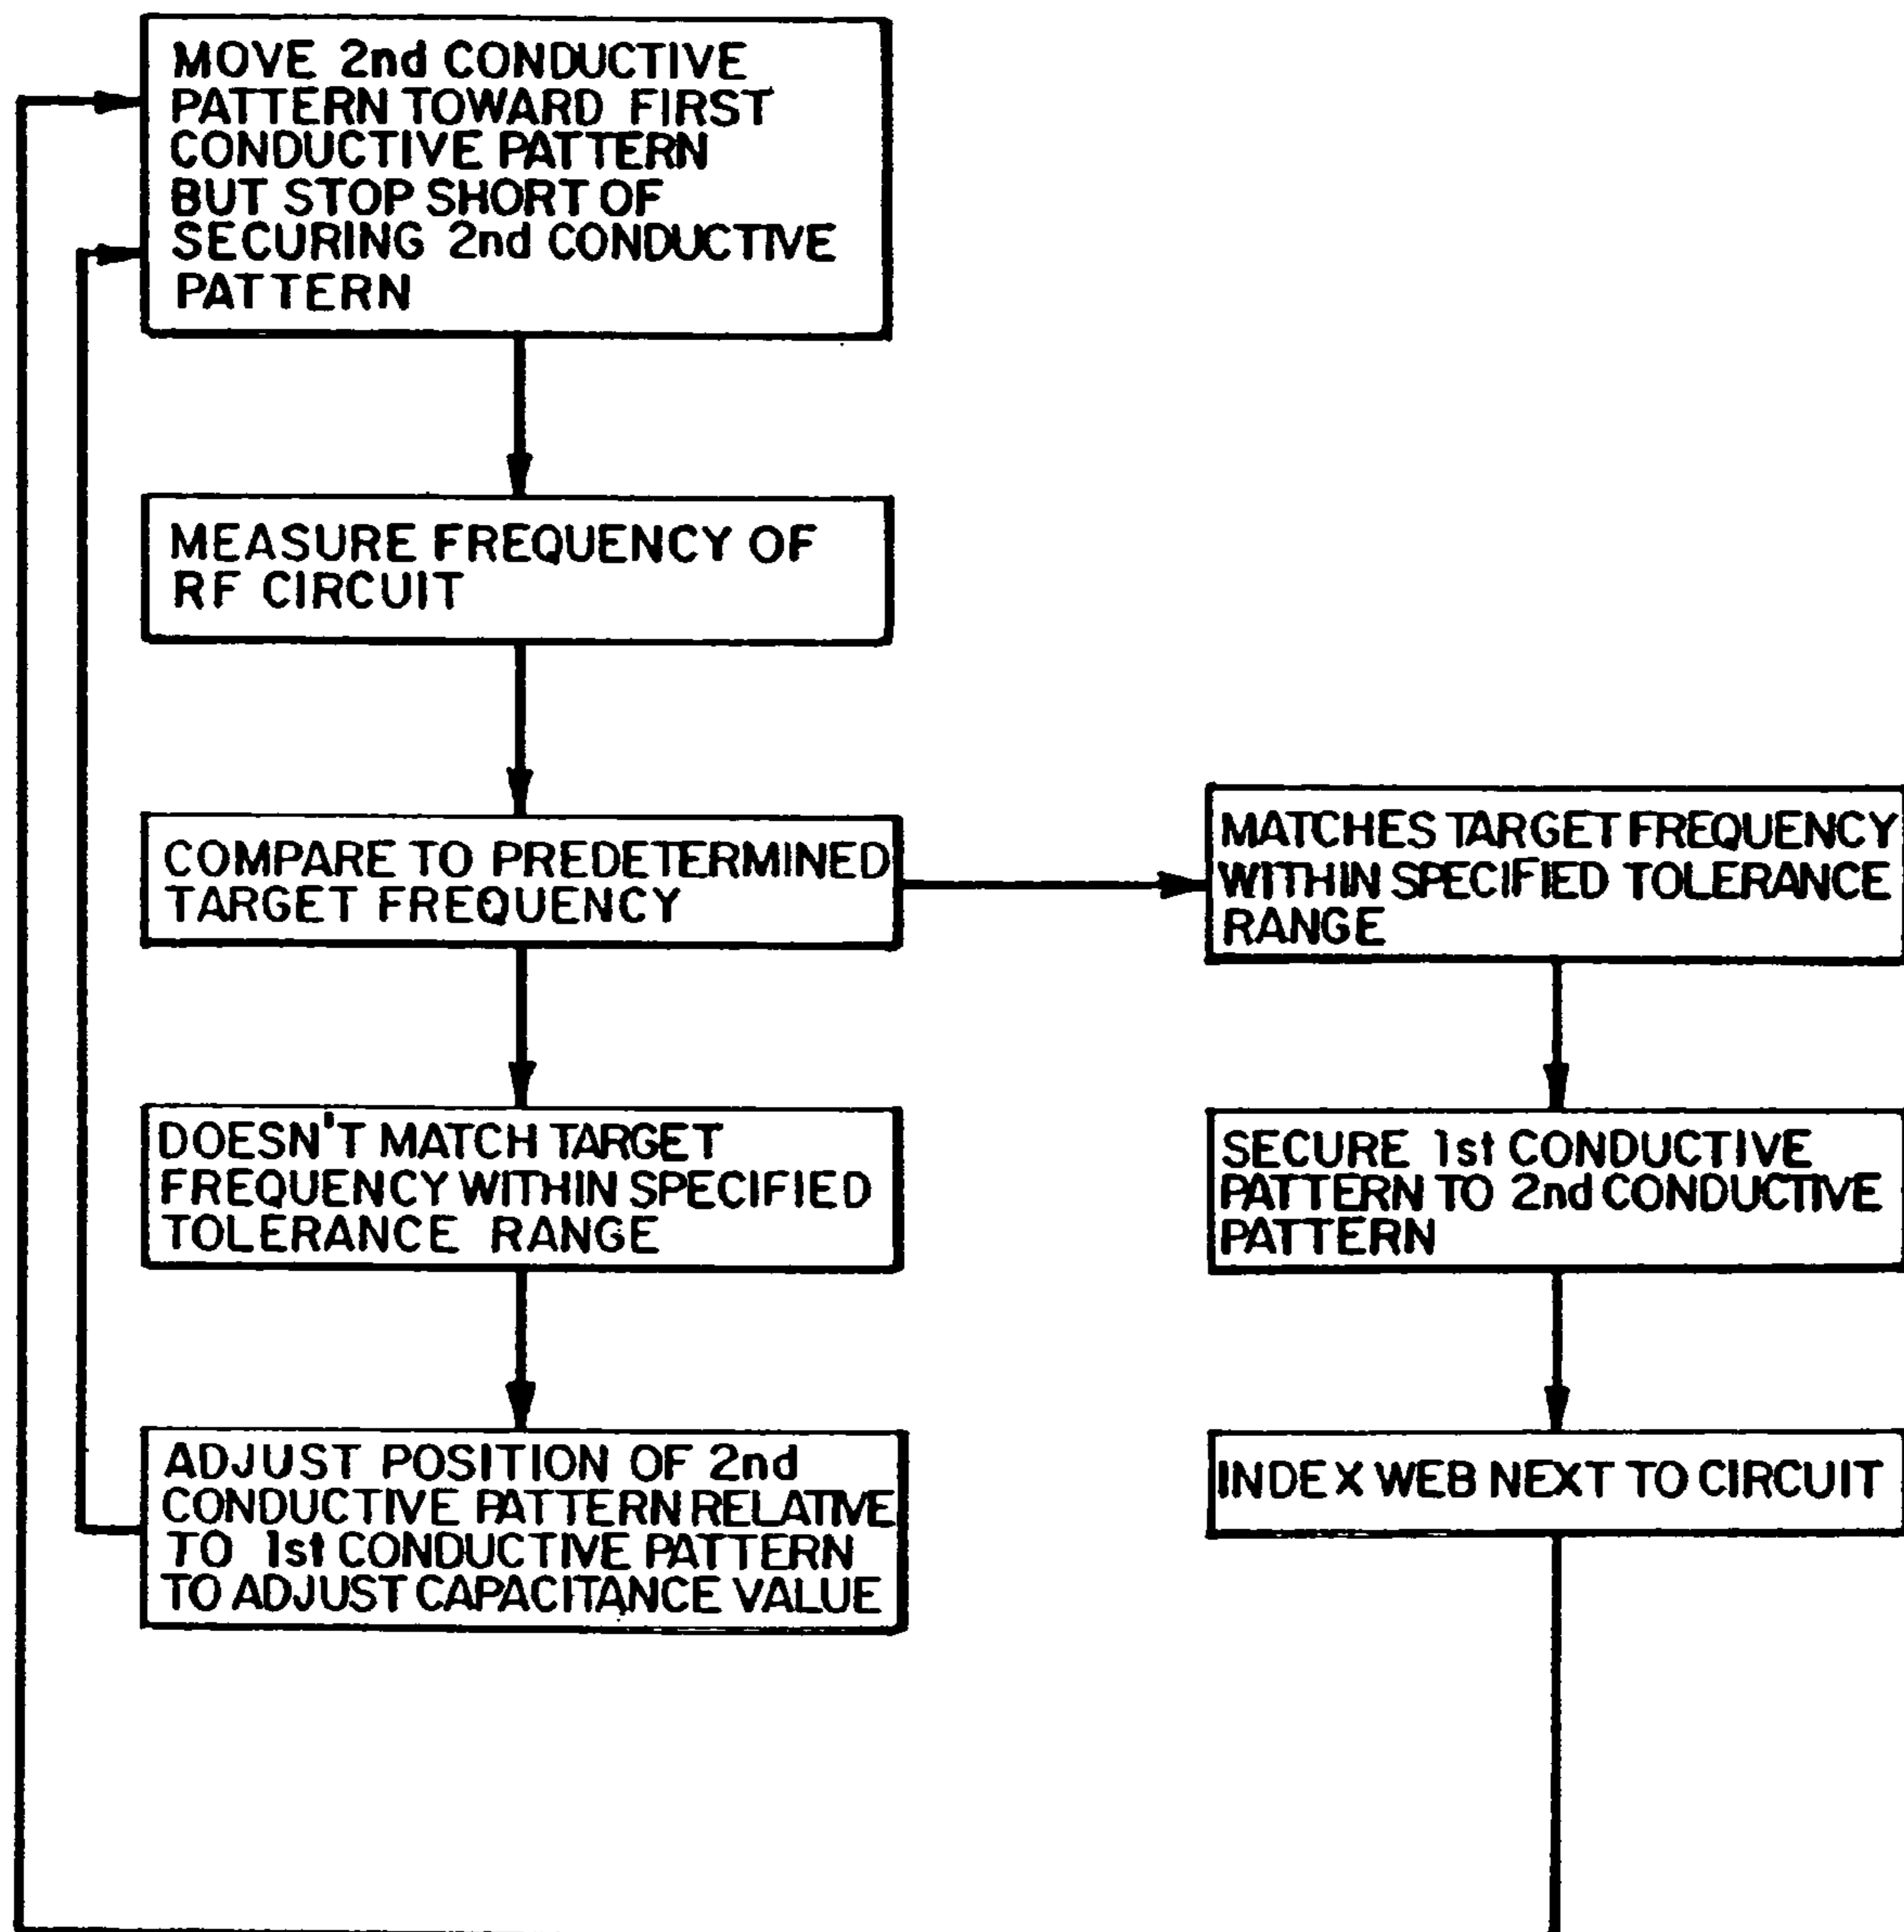 MOVE 2nd CONDUCTIVE
PATTERN TOWARD FIRST
CONDUCTIVE PATTERN
BUT STOP SHORT OF
SECURING 2nd CONDUCTIVE
PATTERN
MEASURE FREQUENCY OF
RF CIRCUIT
COMPARE TO PREDETERMINED
TARGET FREQUENCY
MATCHES TARGET FREQUENCY
WITHIN SPECIFIED TOLERANCE
RANGE
DOESN'T MATCH TARGET
FREQUENCY WITHIN SPECIFIED
TOLERANCE RANGE
SECURE 1st CONDUCTIVE
PATTERN TO 2nd CONDUCTIVE
PATTERN
ADJUST POSITION OF 2nd
CONDUCTIVE PATTERN RELATIVE
TO 1st CONDUCTIVE PATTERN
TO ADJUST CAPACITANCE VALUE
INDEX WEB NEXT TO CIRCUIT